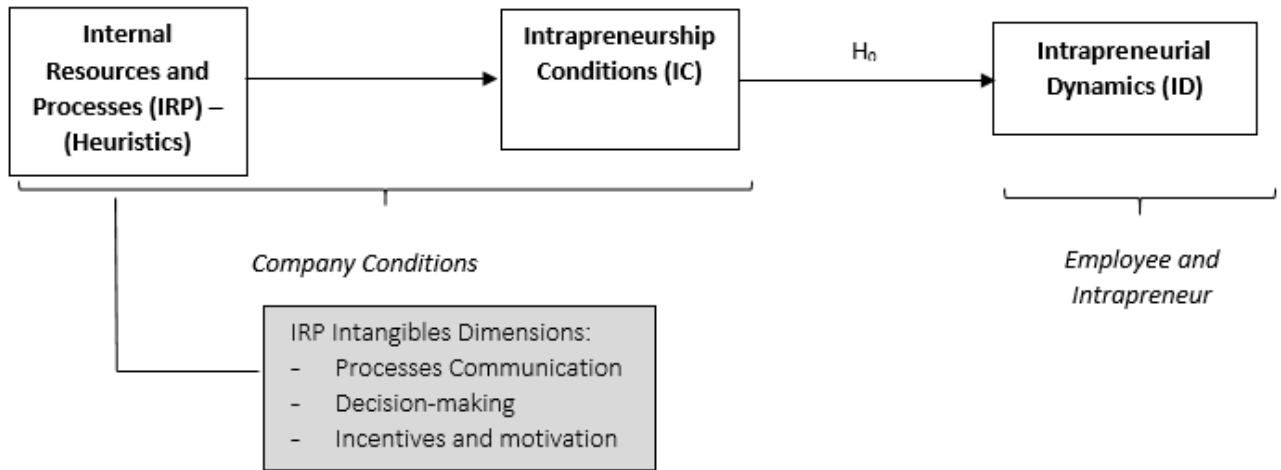 Internal
Resources and
Processes (IRP) –
(Heuristics)
Intrapreneurship
Conditions (IC)
H₀
Intrapreneurial
Dynamics (ID)
Company Conditions
Employee and
Intrapreneur
IRP Intangibles Dimensions:
- Processes Communication
- Decision-making
- Incentives and motivation